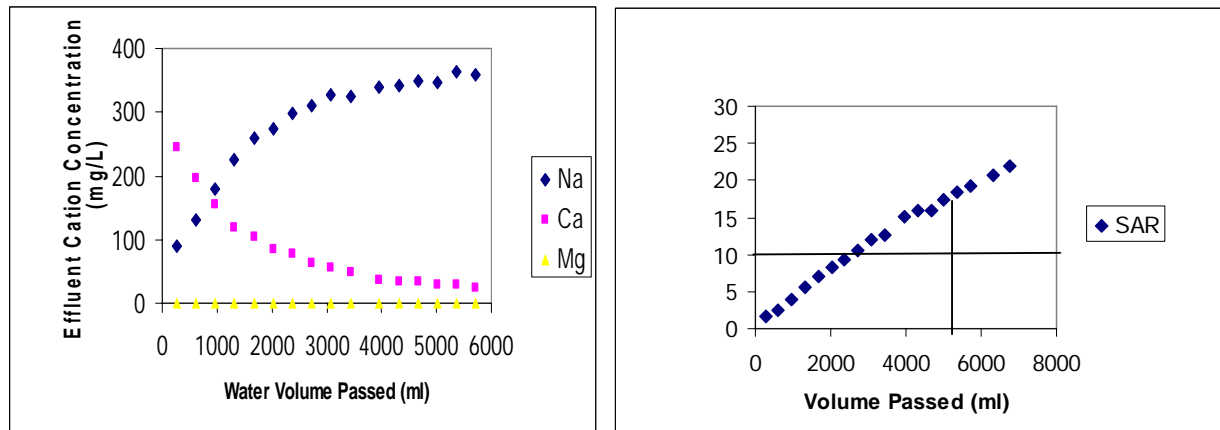 Effluent Cation Concentration
(mg/L)
400
300
200
100
0
0 1000 2000 3000 4000 5000 6000
Water Volume Passed (ml)
Na
Ca
Mg
30
25
20
15
10
5
0
0 2000 4000 6000 8000
Volume Passed (ml)
SAR